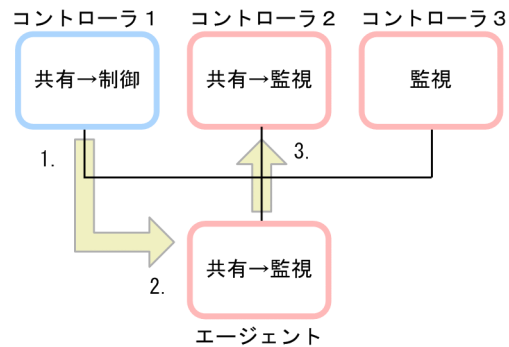 コントローラ１
コントローラ２
コントローラ３
共有→制御
共有→監視
監視
1.
3.
共有→監視
2.
エージェント